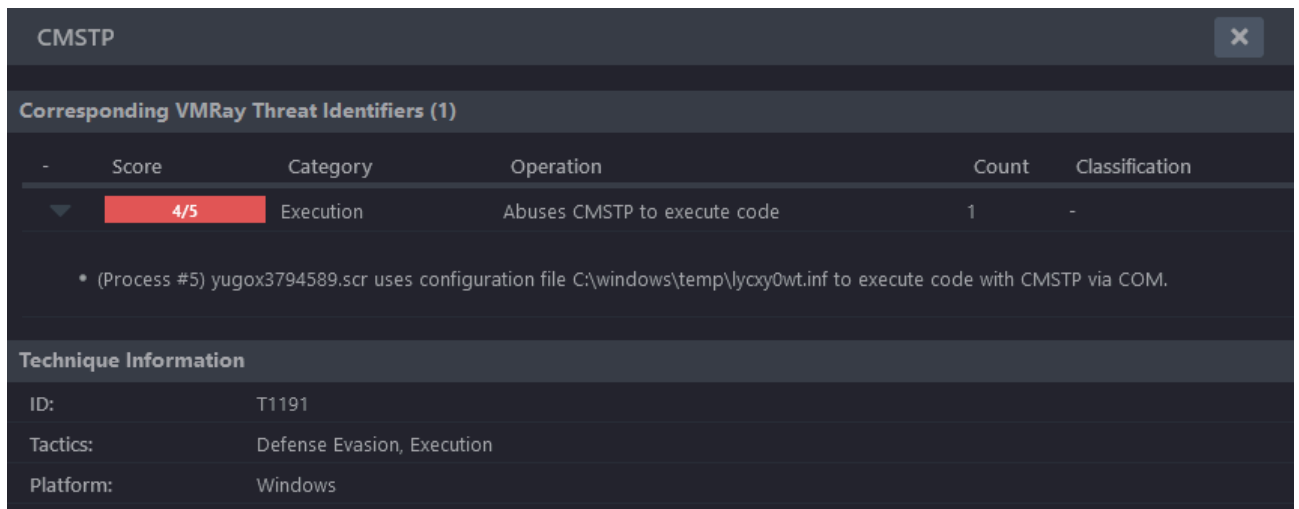 CMSTP
Corresponding VMRay Threat Identifiers (1)
- Score Category Operation Count Classification
4/5 Execution Abuses CMSTP to execute code 1 -
• (Process #5) yugox3794589.scr uses configuration file C:\windows\temp\lycxy0wt.inf to execute code with CMSTP via COM.
Technique Information
ID: T1191
Tactics: Defense Evasion, Execution
Platform: Windows